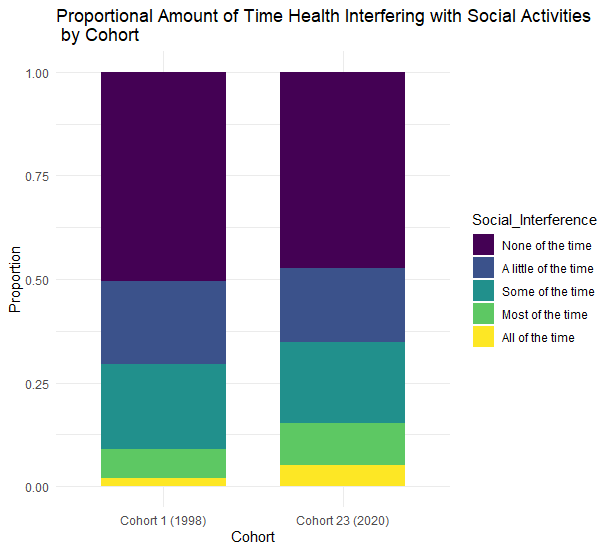 Proportional Amount of Time Health Interfering with Social Activities
by Cohort
1.00
0.75
0.50
0.25
0.00
Proportion
Cohort 1 (1998)
Cohort 23 (2020)
Cohort
Social_Interference
None of the time
A little of the time
Some of the time
Most of the time
All of the time